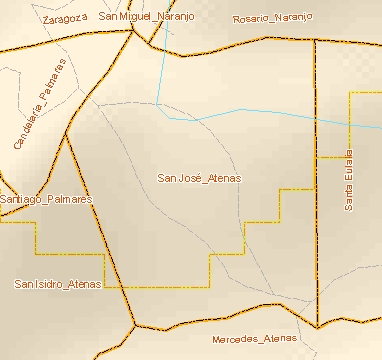 Zaragoza
San Miguel_Naranjo
Rosario_Naranjo
Candelaria_Palmares
San José_Atenas
Santa Eulalia
Santiago_Palmares
San Isidro_Atenas
Mercedes_Atenas